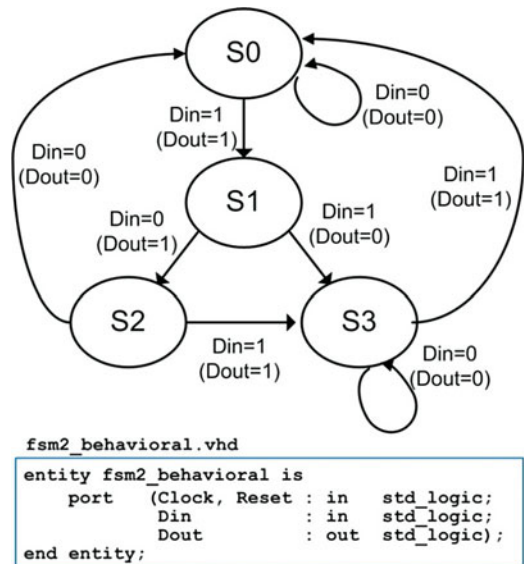 S0
Din=0
(Dout=0)
Din=1
(Dout=1)
Din=0
(Dout=0)
Din=1
(Dout=1)
S1
Din=0
(Dout=1)
Din=1
(Dout=0)
S2
S3
Din=1
(Dout=1)
Din=0
(Dout=0)
fsm2_behavioral.vhd
entity fsm2_behavioral is
port (Clock, Reset : in std_logic;
Din : in std_logic;
Dout : out std_logic);
end entity;